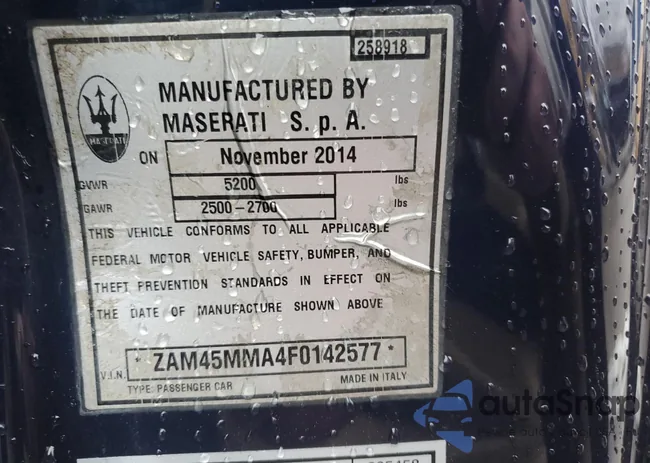 258918
MANUFACTURED BY
MASERATI S.p.A.
MASERATI
ON November 2014
GVWR 5200 lbs
GAWR 2500-2700 lbs
THIS VEHICLE CONFORMS TO ALL APPLICABLE
FEDERAL MOTOR VEHICLE SAFETY, BUMPER, AND
THEFT PREVENTION STANDARDS IN EFFECT ON
THE DATE OF MANUFACTURE SHOWN ABOVE
V.I.N. * ZAM45MMA4F0142577 *
TYPE: PASSENGER CAR MADE IN ITALY
autoSnap